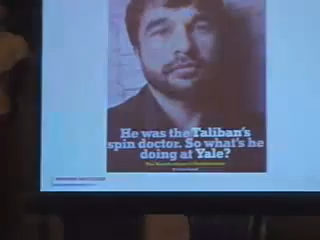 He was the Taliban's
spin doctor. So what's he
doing at Yale?